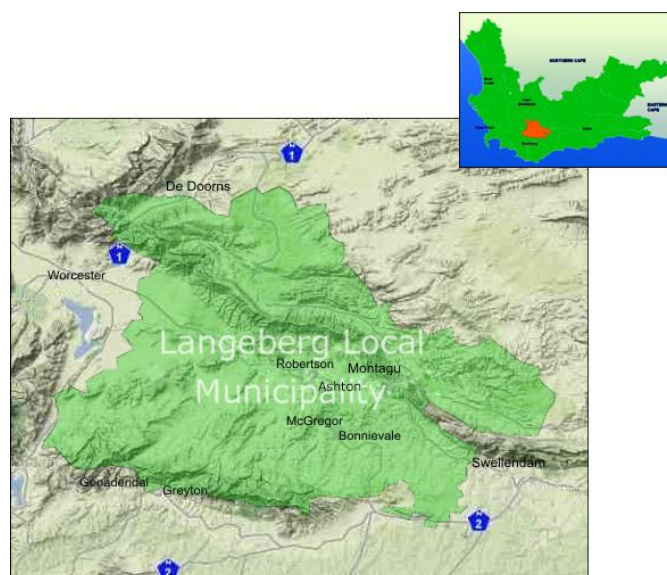 NORTHERN CAPE
EASTERN
CAPE
N
1
De Doorns
N
1
Worcester
Langeberg Local
Municipality
Robertson
Montagu
Ashton
McGregor
Bonnievale
Swellendam
Genadendal
Greyton
N
2
N
2